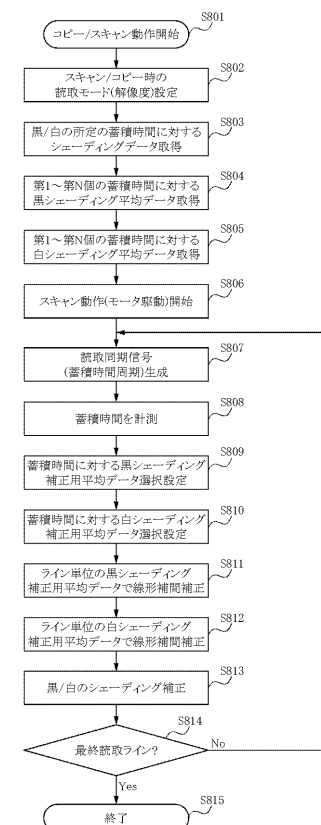 S801
コピー/スキャン動作開始
S802
スキャン/コピー時の
読取モード(解像度)設定
S803
黒/白の所定の蓄積時間に対する
シェーディングデータ取得
S804
第1～第N個の蓄積時間に対する
黒シェーディング平均データ取得
S805
第1～第N個の蓄積時間に対する
白シェーディング平均データ取得
S806
スキャン動作(モータ駆動)開始
S807
読取同期信号
(蓄積時間周期)生成
S808
蓄積時間を計測
S809
蓄積時間に対する黒シェーディング
補正用平均データ選択設定
S810
蓄積時間に対する白シェーディング
補正用平均データ選択設定
S811
ライン単位の黒シェーディング
補正用平均データで線形補間補正
S812
ライン単位の白シェーディング
補正用平均データで線形補間補正
S813
黒/白のシェーディング補正
S814
最終読取ライン?
No
Yes
S815
終了